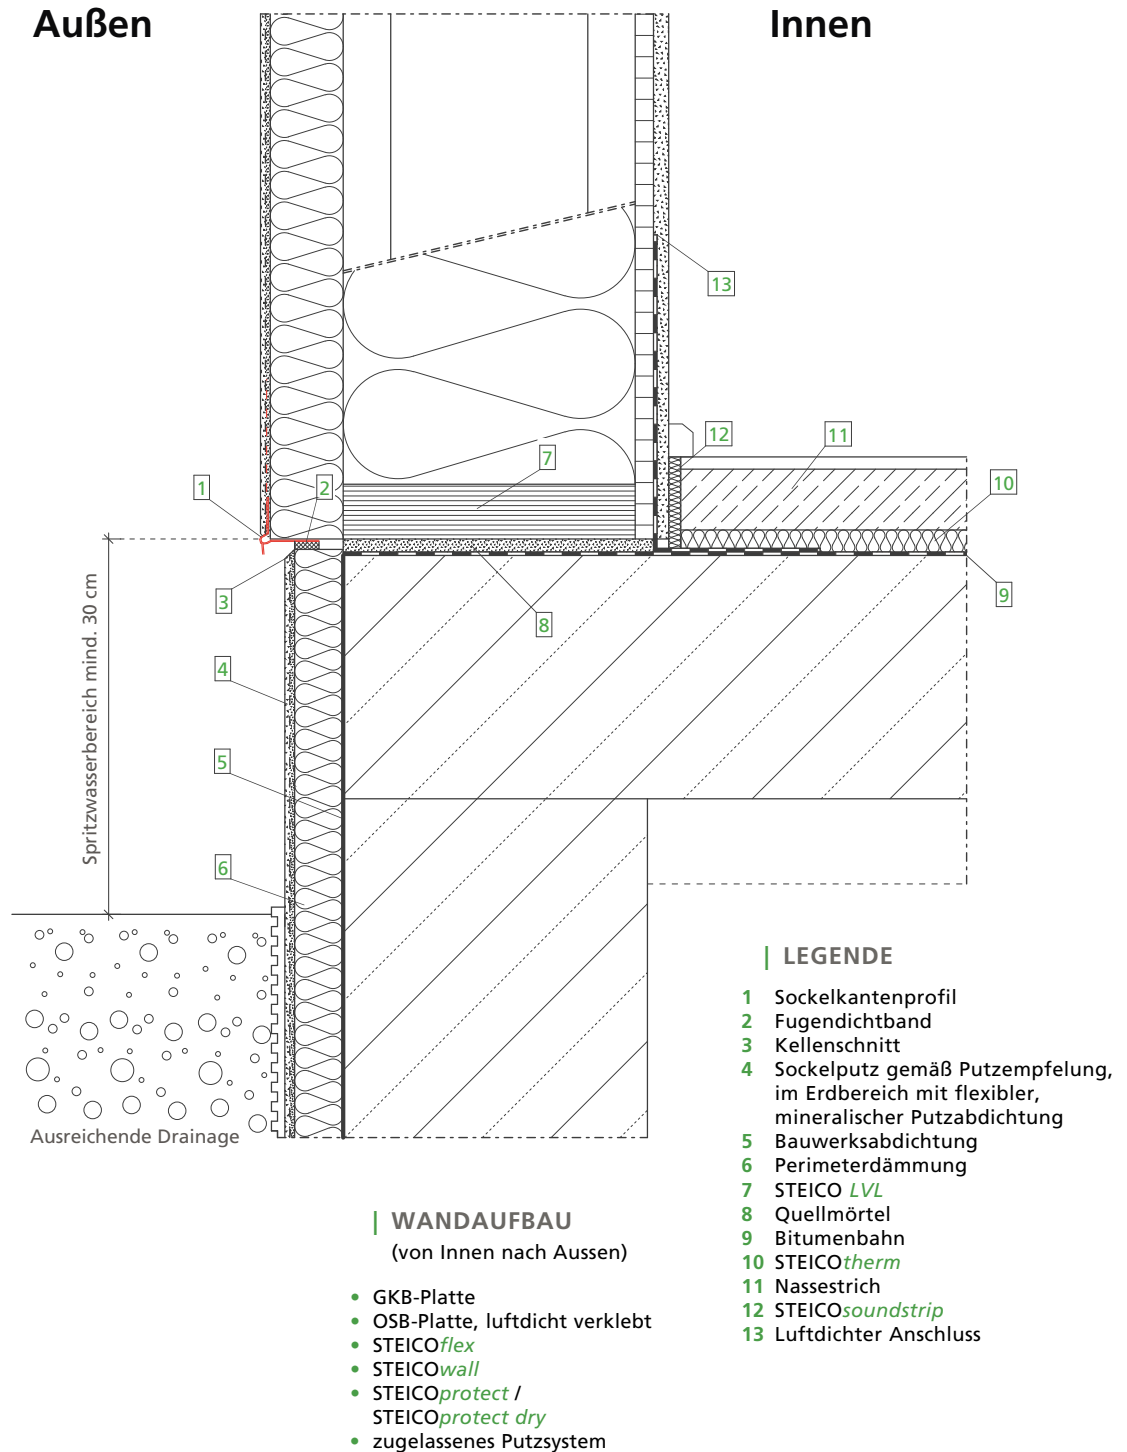 Außen
Innen
13
12
11
7
10
1
2
3
9
8
4
5
6
Spritzwasserbereich mind. 30 cm
Ausreichende Drainage
| LEGENDE
1 Sockelkantenprofil
2 Fugendichtband
3 Kellenschnitt
4 Sockelputz gemäß Putzempfelung,
im Erdbereich mit flexibler,
mineralischer Putzabdichtung
5 Bauwerksabdichtung
6 Perimeterdämmung
7 STEICO LVL
8 Quellmörtel
9 Bitumenbahn
10 STEICOtherm
11 Nassestrich
12 STEICOsoundstrip
13 Luftdichter Anschluss
| WANDAUFBAU
(von Innen nach Aussen)
• GKB-Platte
• OSB-Platte, luftdicht verklebt
• STEICOflex
• STEICOwall
• STEICOprotect /
STEICOprotect dry
• zugelassenes Putzsystem